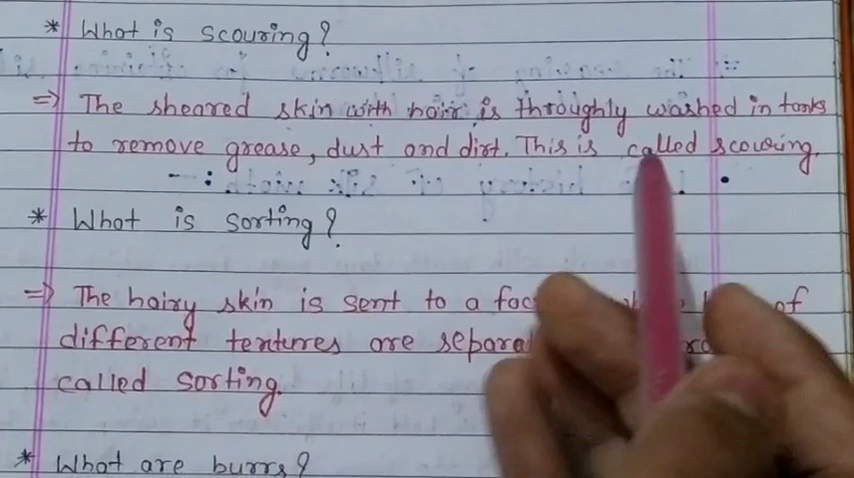 * What is scouring?
⇒ The sheared skin with hair is throughly washed in tanks
to remove grease, dust and dirt. This is called scouring.
* What is sorting?
⇒ The hairy skin is sent to a of
different textures are
called sorting.
* What are burrs?